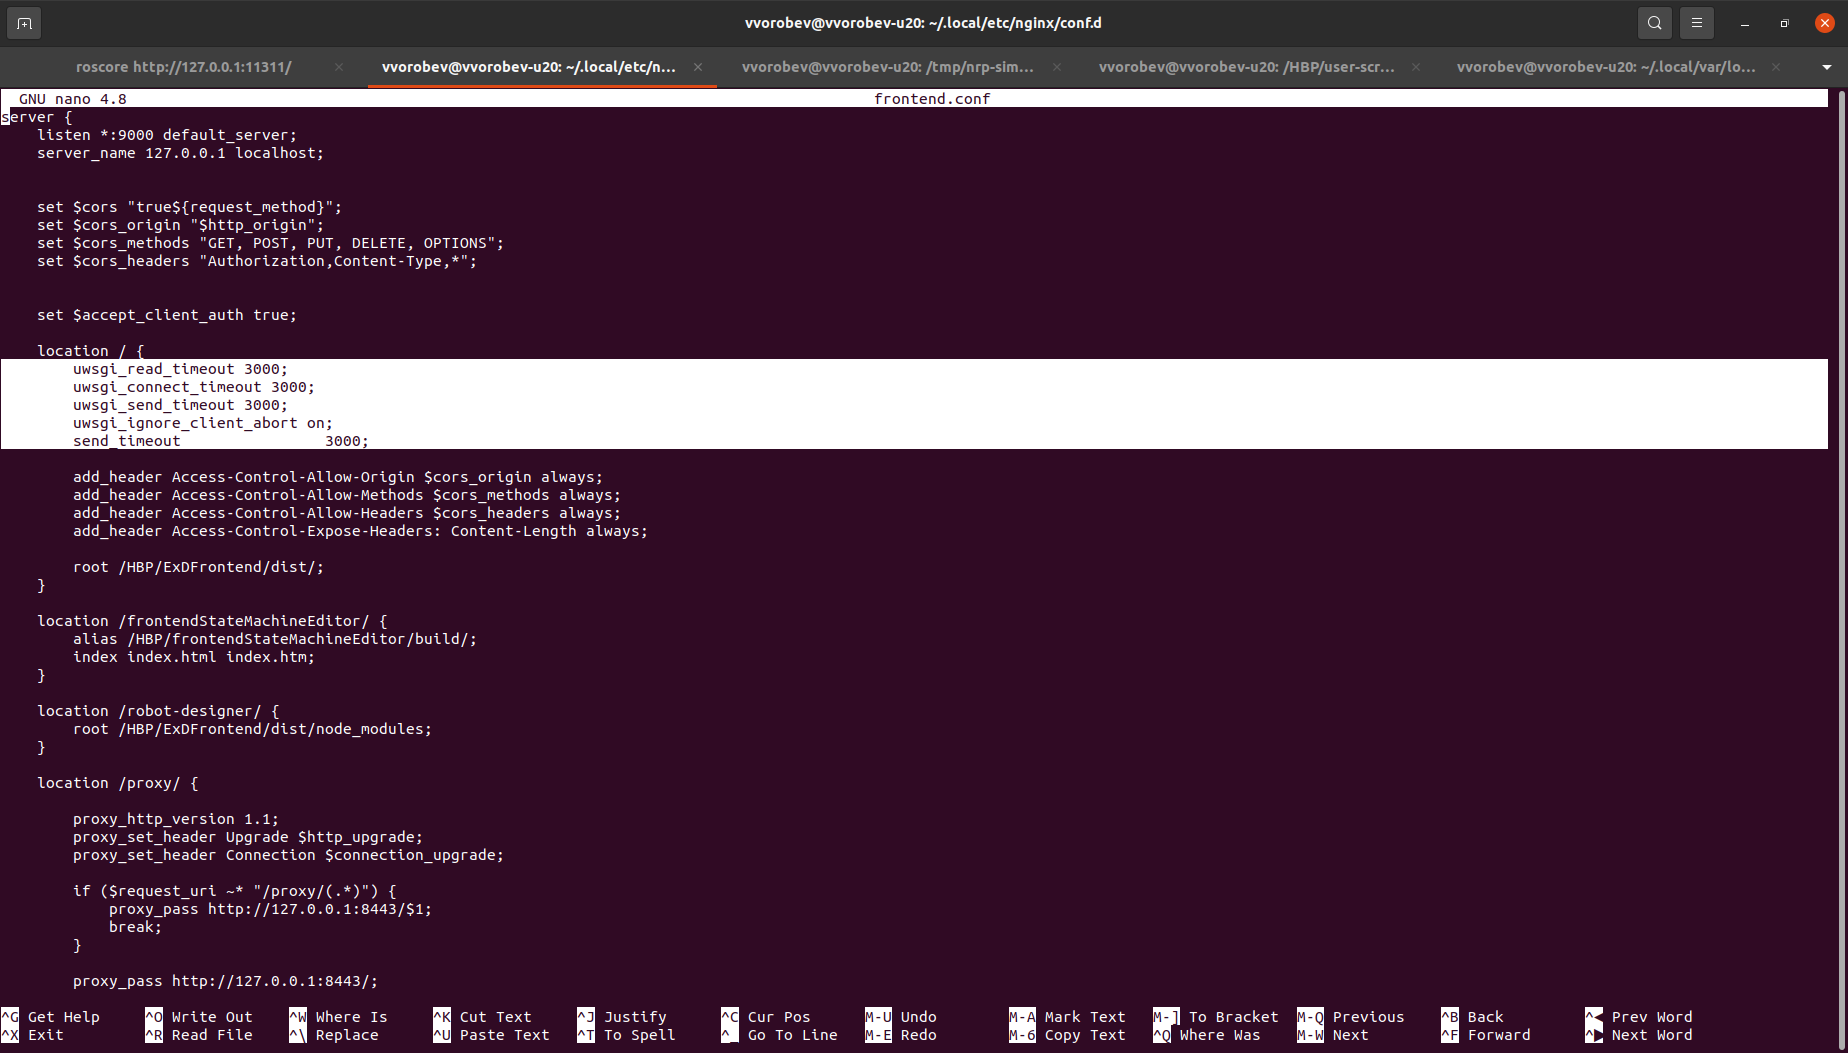 vvorobev@vvorobev-u20: ~/.local/etc/nginx/conf.d
roscore http://127.0.0.1:11311/ × vvorobev@vvorobev-u20: ~/.local/etc/n... × vvorobev@vvorobev-u20: /tmp/nrp-sim... × vvorobev@vvorobev-u20: /HBP/user-scr... × vvorobev@vvorobev-u20: ~/.local/var/lo... ×
GNU nano 4.8 frontend.conf
server {
    listen *:9000 default_server;
    server_name 127.0.0.1 localhost;
    set $cors "true${request_method}";
    set $cors_origin "$http_origin";
    set $cors_methods "GET, POST, PUT, DELETE, OPTIONS";
    set $cors_headers "Authorization,Content-Type,*";
    set $accept_client_auth true;
    location / {
        uwsgi_read_timeout 3000;
        uwsgi_connect_timeout 3000;
        uwsgi_send_timeout 3000;
        uwsgi_ignore_client_abort on;
        send_timeout                3000;
        add_header Access-Control-Allow-Origin $cors_origin always;
        add_header Access-Control-Allow-Methods $cors_methods always;
        add_header Access-Control-Allow-Headers $cors_headers always;
        add_header Access-Control-Expose-Headers: Content-Length always;
        root /HBP/ExDFrontend/dist/;
    }
    location /frontendStateMachineEditor/ {
        alias /HBP/frontendStateMachineEditor/build/;
        index index.html index.htm;
    }
    location /robot-designer/ {
        root /HBP/ExDFrontend/dist/node_modules;
    }
    location /proxy/ {
        proxy_http_version 1.1;
        proxy_set_header Upgrade $http_upgrade;
        proxy_set_header Connection $connection_upgrade;
        if ($request_uri ~* "/proxy/(.*)") {
            proxy_pass http://127.0.0.1:8443/$1;
            break;
        }
        proxy_pass http://127.0.0.1:8443/;
^G Get Help ^O Write Out ^W Where Is ^K Cut Text ^J Justify ^C Cur Pos M-U Undo M-A Mark Text M-] To Bracket M-Q Previous ^B Back ^◀ Prev Word
^X Exit ^R Read File ^\ Replace ^U Paste Text ^T To Spell ^_ Go To Line M-E Redo M-6 Copy Text ^Q Where Was M-W Next ^F Forward ^▶ Next Word